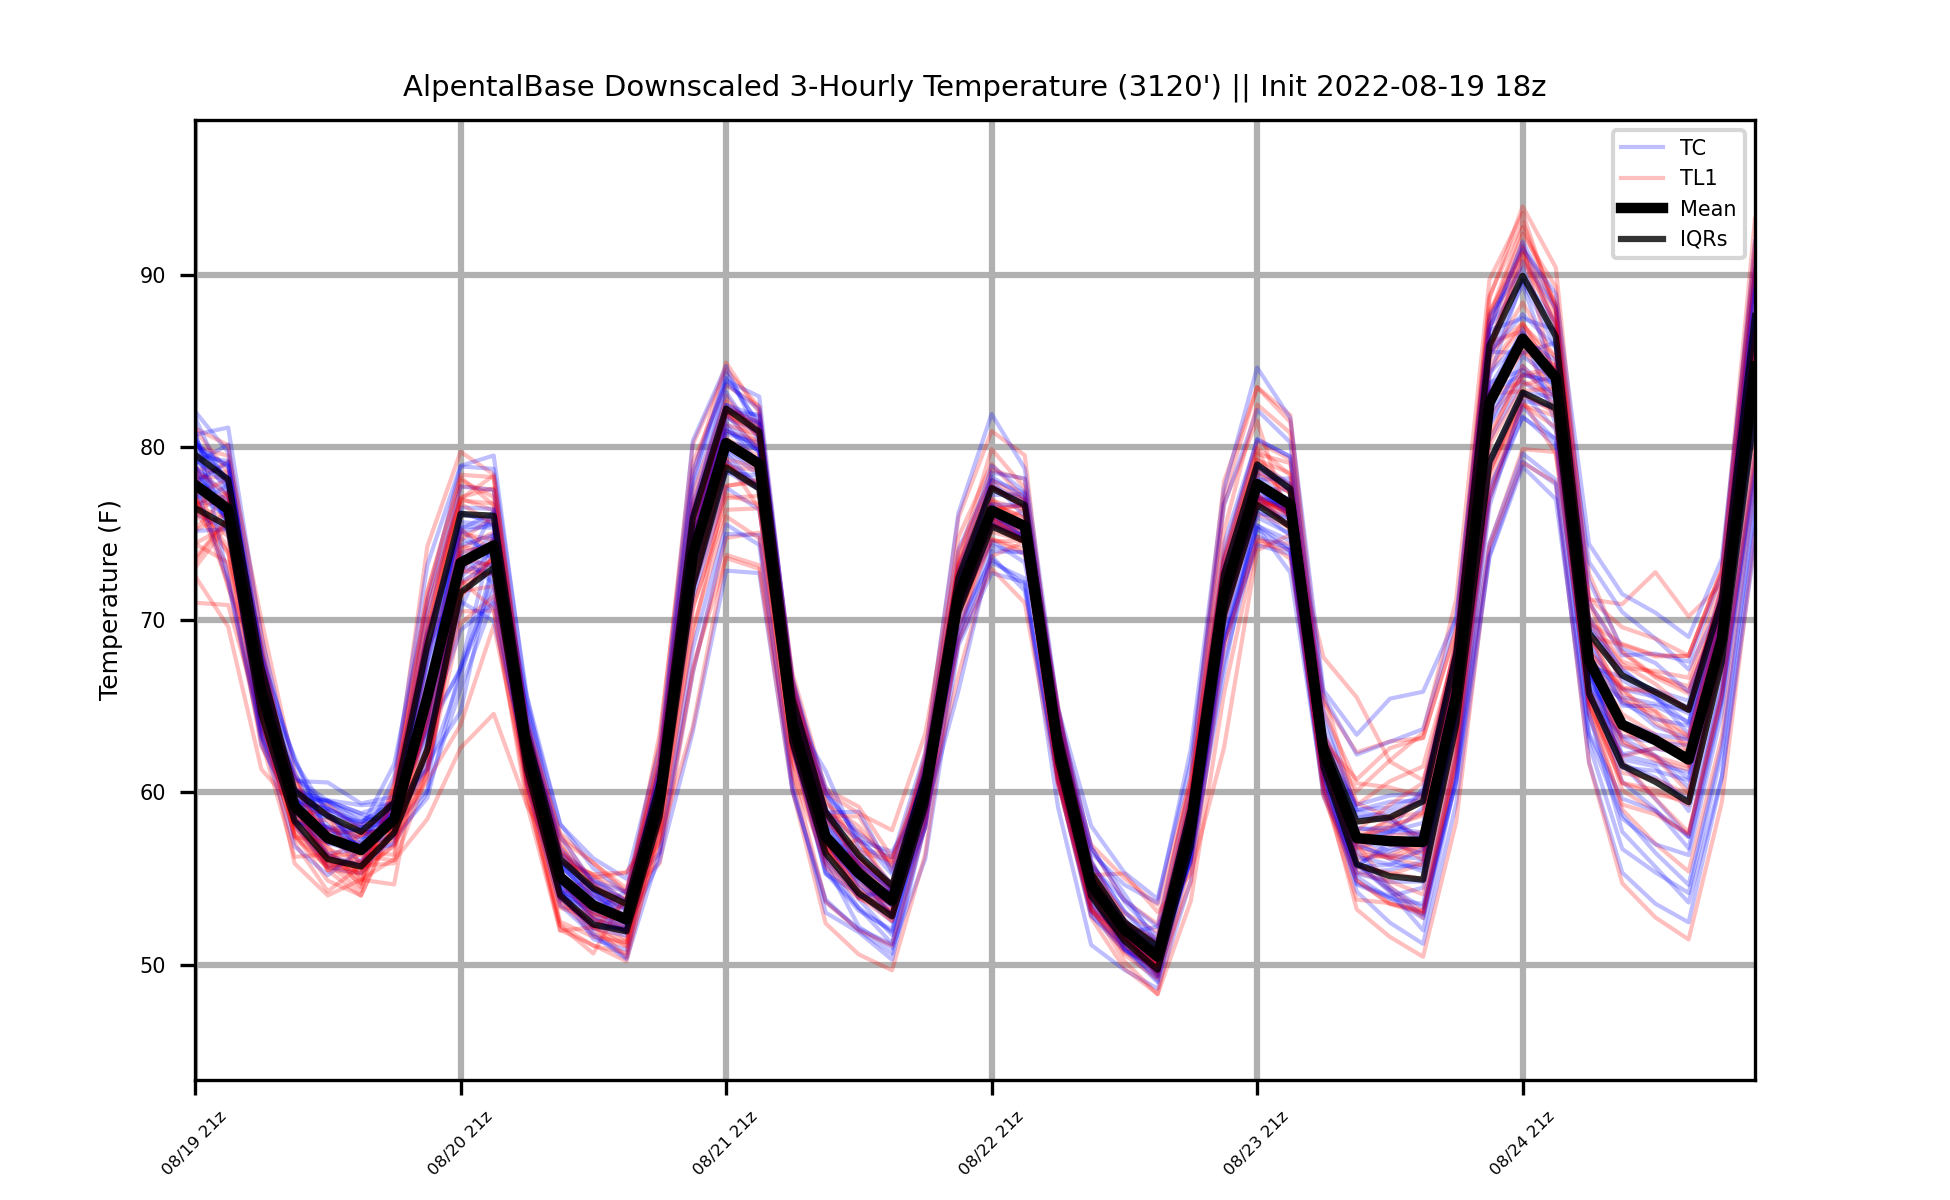 AlpentalBase Downscaled 3-Hourly Temperature (3120') || Init 2022-08-19 18z
TC
TL1
Mean
IQRs
Temperature (F)
90
80
70
60
50
08/19 21z
08/20 21z
08/21 21z
08/22 21z
08/23 21z
08/24 21z